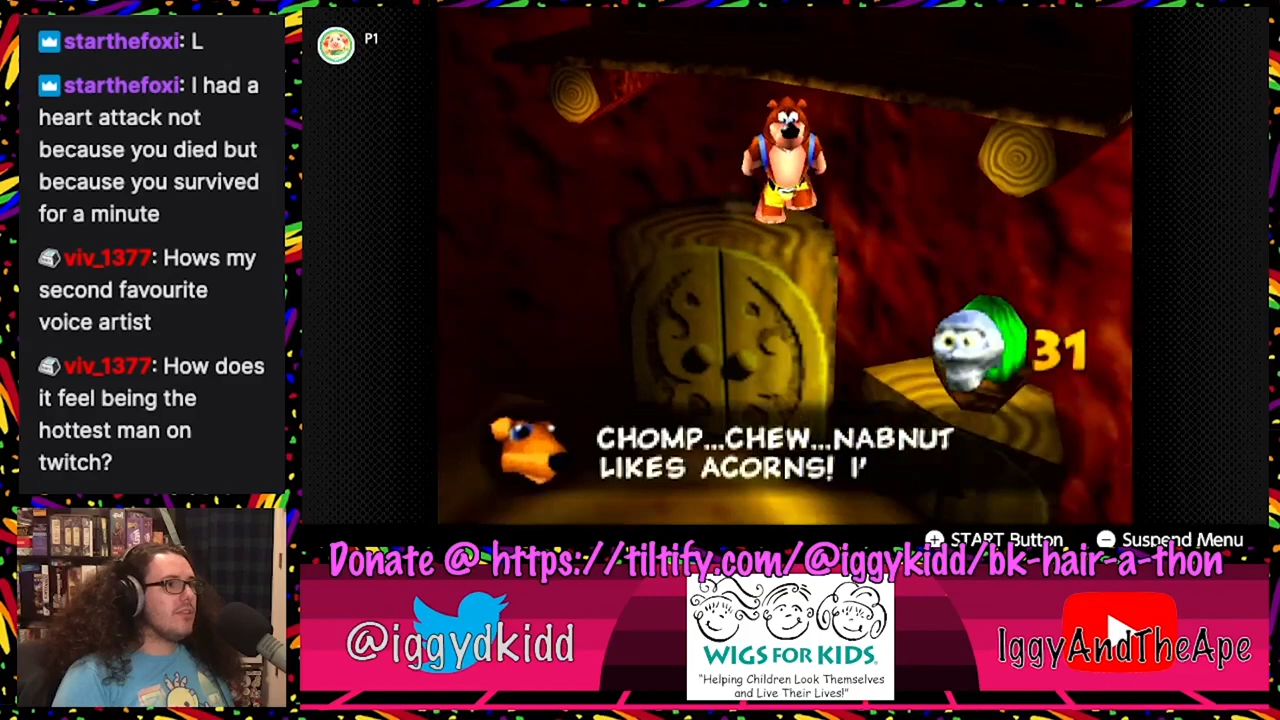 starthefoxi: L
starthefoxi: I had a
heart attack not
because you died but
because you survived
for a minute
viv_1377: Hows my
second favourite
voice artist
viv_1377: How does
it feel being the
hottest man on
twitch?
P1
31
CHOMP...CHEW...NABNUT
LIKES ACORNS! I'
START Button
Suspend Menu
Donate @ https://tiltify.com/@iggykidd/bk-hair-a-thon
@iggydkidd
WIGS FOR KIDS.
"Helping Children Look Themselves
and Live Their Lives!"
IggyAndTheApe